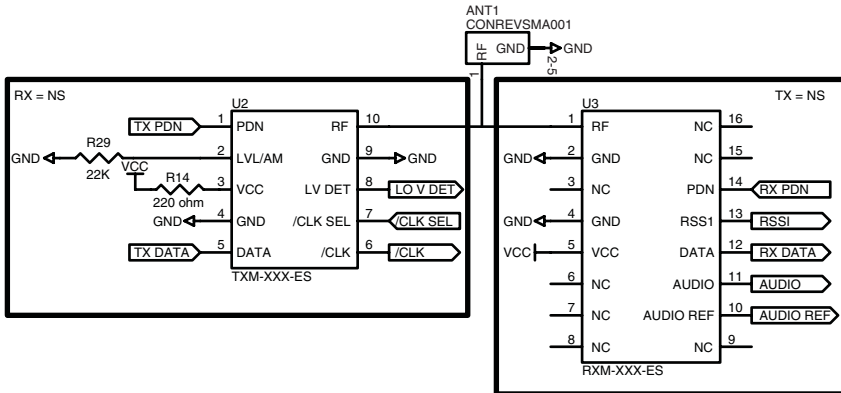 ANT1
CONREVSMA001
RF
GND
GND
1
2-5
RX = NS
U2
TX PDN
1
PDN
RF
10
R29
GND
22K
2
LVL/AM
GND
9
GND
VCC
R14
220 ohm
3
VCC
LV DET
8
LO V DET
GND
4
GND
/CLK SEL
7
/CLK SEL
TX DATA
5
DATA
/CLK
6
/CLK
TXM-XXX-ES
TX = NS
U3
1
RF
NC
16
GND
2
GND
NC
15
3
NC
PDN
14
RX PDN
GND
4
GND
RSS1
13
RSSI
VCC
5
VCC
DATA
12
RX DATA
6
NC
AUDIO
11
AUDIO
7
NC
AUDIO REF
10
AUDIO REF
8
NC
NC
9
RXM-XXX-ES